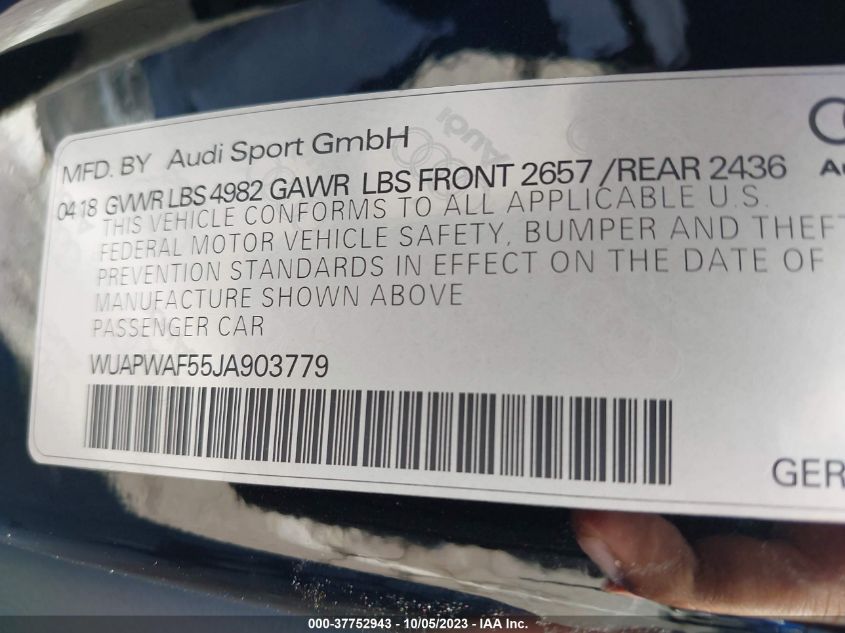 AUDI
MFD. BY Audi Sport GmbH
04 18 GVWR LBS 4982 GAWR LBS FRONT 2657 /REAR 2436
THIS VEHICLE CONFORMS TO ALL APPLICABLE U.S.
FEDERAL MOTOR VEHICLE SAFETY, BUMPER AND THEFT
PREVENTION STANDARDS IN EFFECT ON THE DATE OF
MANUFACTURE SHOWN ABOVE
PASSENGER CAR
WUAPWAF55JA903779
GER
000-37752943 - 10/05/2023 - IAA Inc.